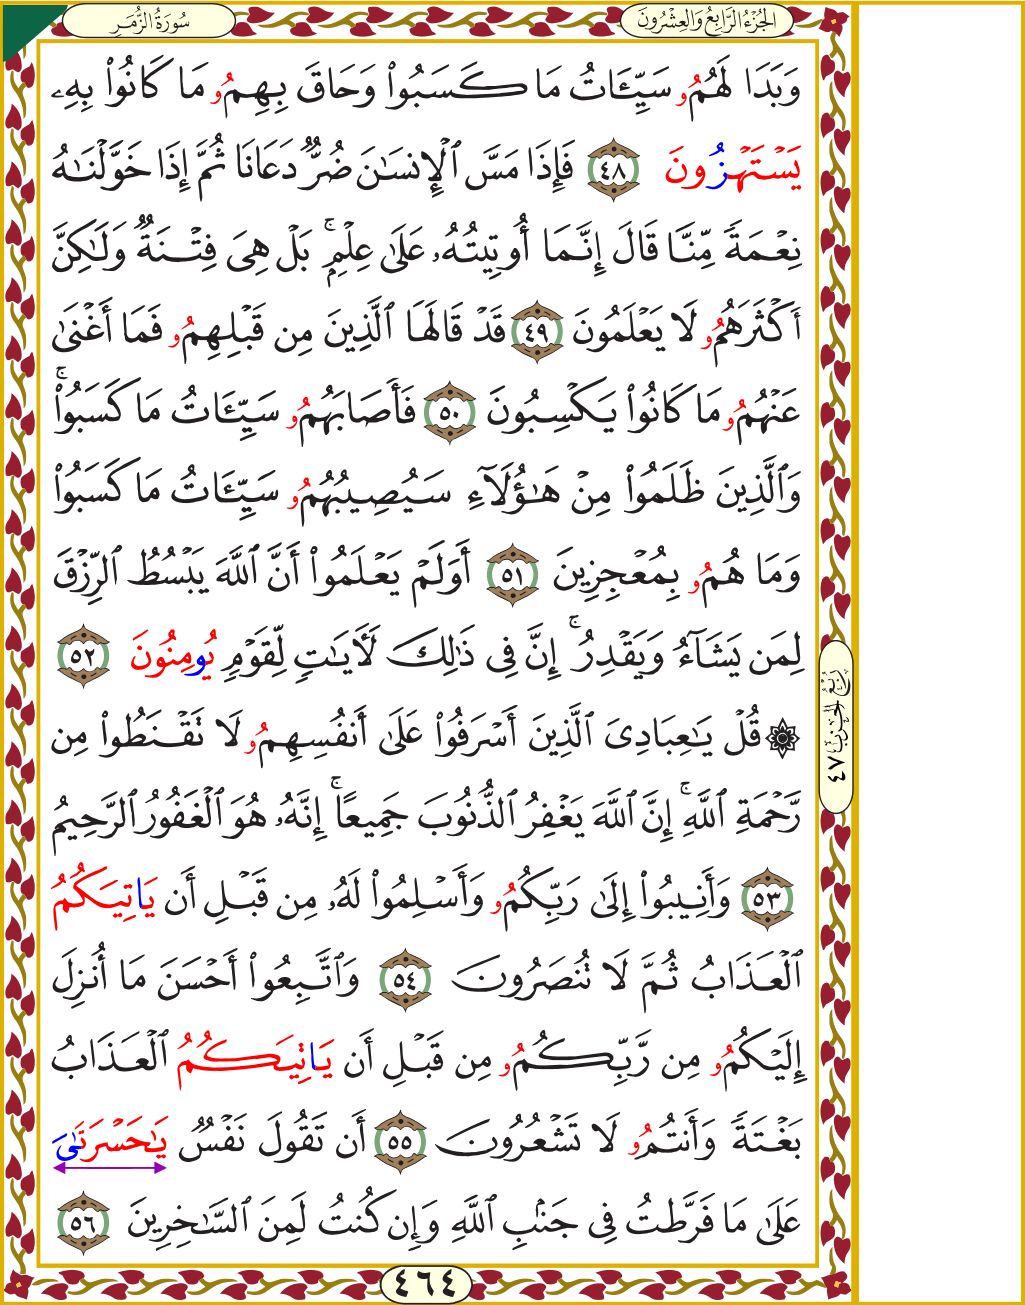 سُورَةُ الزُّمَرِ
الجُزْءُ الرَّابِعُ وَالعِشْرُونَ
وَبَدَا لَهُمُۥ سَيِّـَٔاتُ مَا كَسَبُوا۟ وَحَاقَ بِهِمُۥ مَا كَانُوا۟ بِهِۦ
يَسْتَهْزُونَ ٤٨ فَإِذَا مَسَّ ٱلْإِنسَـٰنَ ضُرٌّ دَعَانَا ثُمَّ إِذَا خَوَّلْنَـٰهُ
نِعْمَةً مِّنَّا قَالَ إِنَّمَآ أُوتِيتُهُۥ عَلَىٰ عِلْمٍۭ ۚ بَلْ هِىَ فِتْنَةٌ وَلَـٰكِنَّ
أَكْثَرَهُمُۥ لَا يَعْلَمُونَ ٤٩ قَدْ قَالَهَا ٱلَّذِينَ مِن قَبْلِهِمُۥ فَمَآ أَغْنَىٰ
عَنْهُمُۥ مَا كَانُوا۟ يَكْسِبُونَ ٥٠ فَأَصَابَهُمُۥ سَيِّـَٔاتُ مَا كَسَبُوا۟ ۚ
وَٱلَّذِينَ ظَلَمُوا۟ مِنْ هَـٰٓؤُلَآءِ سَيُصِيبُهُمُۥ سَيِّـَٔاتُ مَا كَسَبُوا۟
وَمَا هُمُۥ بِمُعْجِزِينَ ٥١ أَوَلَمْ يَعْلَمُوٓا۟ أَنَّ ٱللَّهَ يَبْسُطُ ٱلرِّزْقَ
لِمَن يَشَآءُ وَيَقْدِرُ ۚ إِنَّ فِى ذَٰلِكَ لَـَٔايَـٰتٍ لِّقَوْمٍ يُومِنُونَ ٥٢
۞ قُلْ يَـٰعِبَادِىَ ٱلَّذِينَ أَسْرَفُوا۟ عَلَىٰٓ أَنفُسِهِمُۥ لَا تَقْنَطُوا۟ مِن
رَّحْمَةِ ٱللَّهِ ۚ إِنَّ ٱللَّهَ يَغْفِرُ ٱلذُّنُوبَ جَمِيعًا ۚ إِنَّهُۥ هُوَ ٱلْغَفُورُ ٱلرَّحِيمُ
٥٣ وَأَنِيبُوٓا۟ إِلَىٰ رَبِّكُمُۥ وَأَسْلِمُوا۟ لَهُۥ مِن قَبْلِ أَن يَاتِيَكُمُ
ٱلْعَذَابُ ثُمَّ لَا تُنصَرُونَ ٥٤ وَٱتَّبِعُوٓا۟ أَحْسَنَ مَآ أُنزِلَ
إِلَيْكُمُۥ مِن رَّبِّكُمُۥ مِن قَبْلِ أَن يَاتِيَكُمُ ٱلْعَذَابُ
بَغْتَةً وَأَنتُمُۥ لَا تَشْعُرُونَ ٥٥ أَن تَقُولَ نَفْسٌ يَـٰحَسْرَتَىٰ
عَلَىٰ مَا فَرَّطتُ فِى جَنۢبِ ٱللَّهِ وَإِن كُنتُ لَمِنَ ٱلسَّـٰخِرِينَ ٥٦
رُبْعُ الحِزْبِ ٤٧
٤٦٤